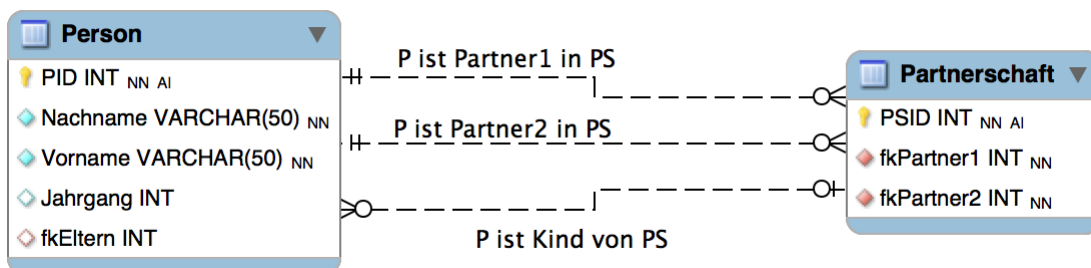 Person
PID INT NN AI
Nachname VARCHAR(50) NN
Vorname VARCHAR(50) NN
Jahrgang INT
fkEltern INT
P ist Partner1 in PS
P ist Partner2 in PS
P ist Kind von PS
Partnerschaft
PSID INT NN AI
fkPartner1 INT NN
fkPartner2 INT NN